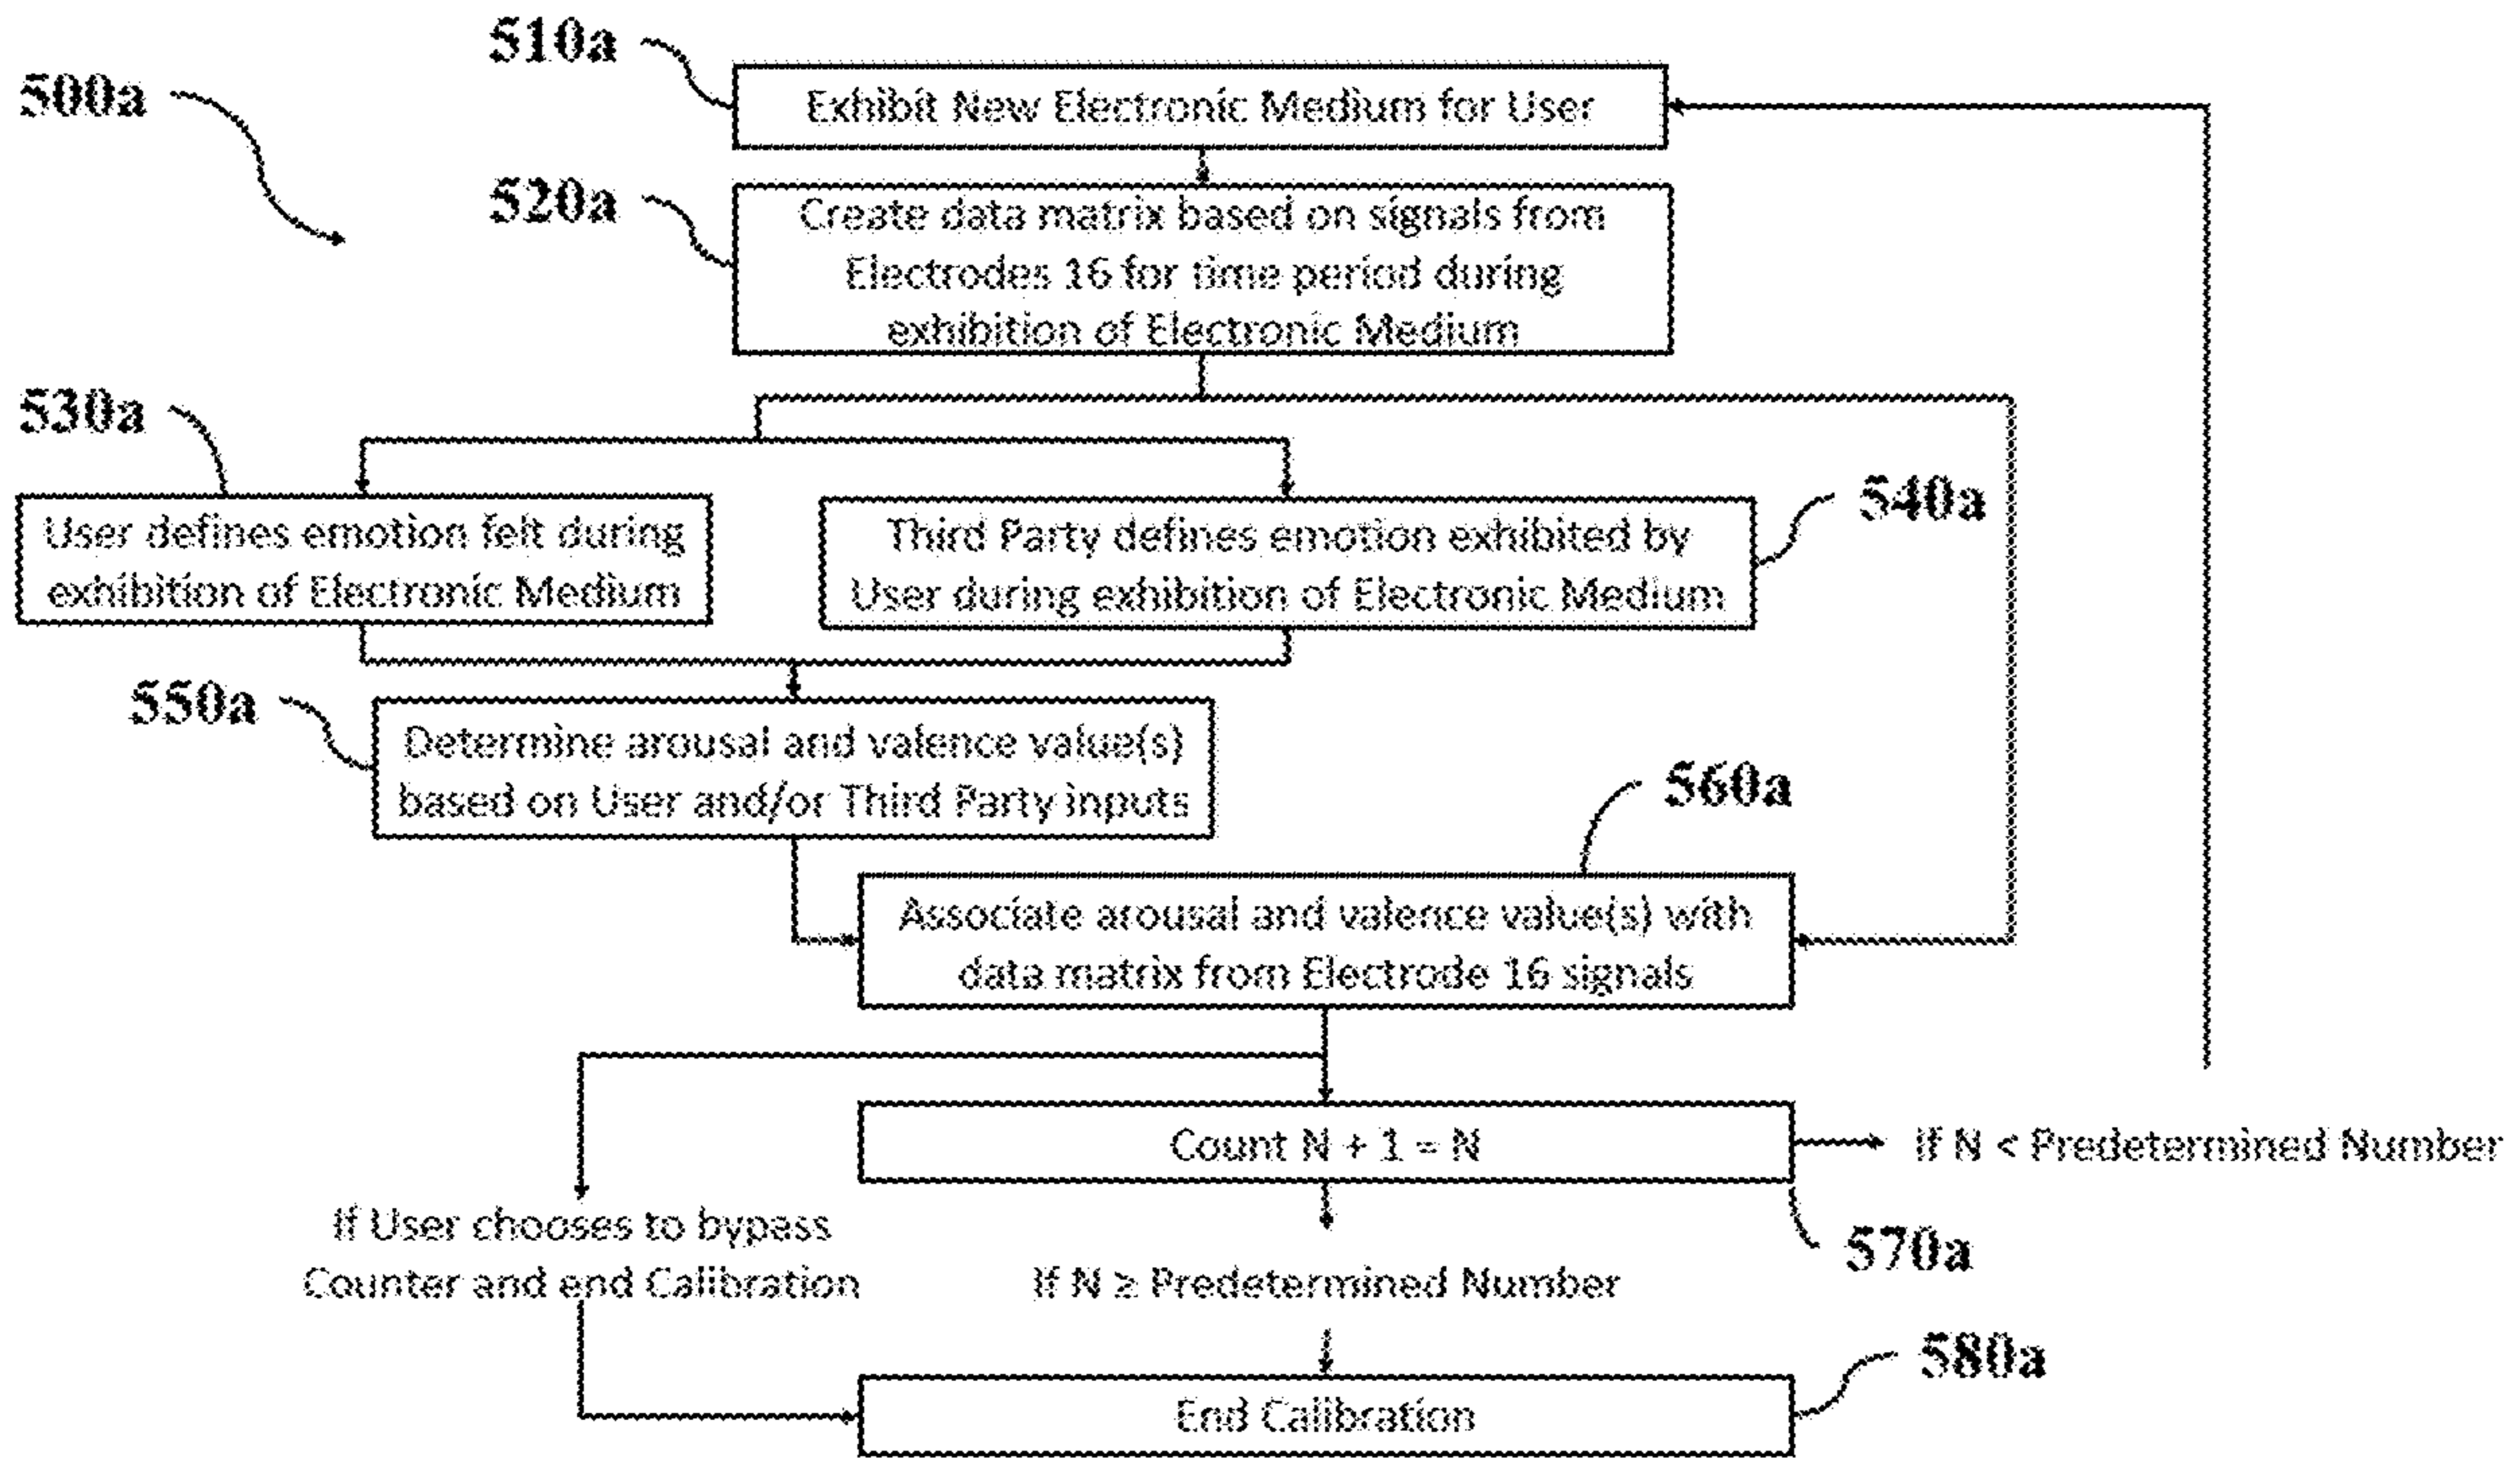 510a
500a
Exhibit New Electronic Medium for User
520a
Create data matrix based on signals from
Electrodes 16 for time period during
exhibition of Electronic Medium
530a
540a
User defines emotion felt during
exhibition of Electronic Medium
Third Party defines emotion exhibited by
User during exhibition of Electronic Medium
550a
Determine arousal and valence value(s)
based on User and/or Third Party inputs
560a
Associate arousal and valence value(s) with
data matrix from Electrode 16 signals
Count N + 1 = N
If N < Predetermined Number
570a
If User chooses to bypass
Counter and end Calibration
If N ≥ Predetermined Number
580a
End Calibration